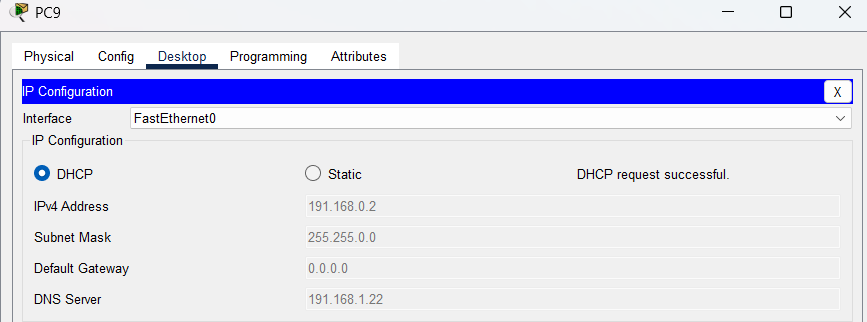 PC9
Physical Config Desktop Programming Attributes
IP Configuration X
Interface FastEthernet0
IP Configuration
DHCP Static DHCP request successful.
IPv4 Address 191.168.0.2
Subnet Mask 255.255.0.0
Default Gateway 0.0.0.0
DNS Server 191.168.1.22